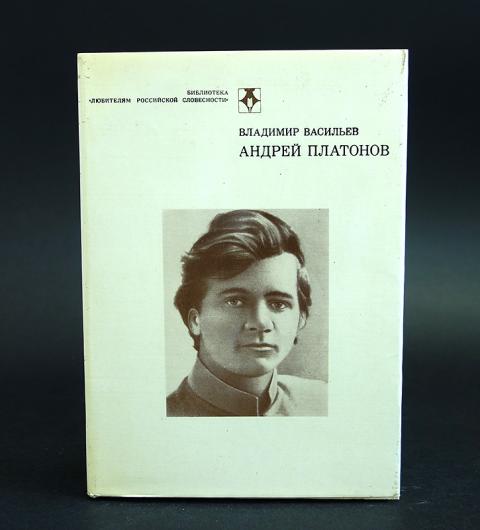 БИБЛИОТЕКА
«ЛЮБИТЕЛЯМ РОССИЙСКОЙ СЛОВЕСНОСТИ»
ВЛАДИМИР ВАСИЛЬЕВ
АНДРЕЙ ПЛАТОНОВ